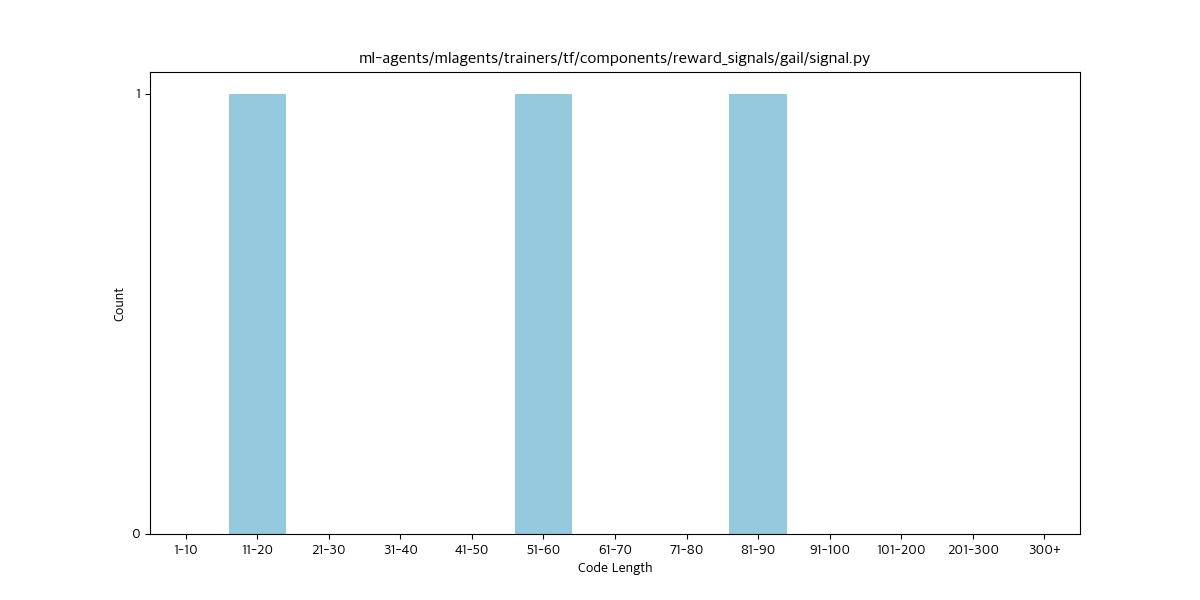 ml-agents/mlagents/trainers/tf/components/reward_signals/gail/signal.py
1
Count
0
1-10 11-20 21-30 31-40 41-50 51-60 61-70 71-80 81-90 91-100 101-200 201-300 300+
Code Length